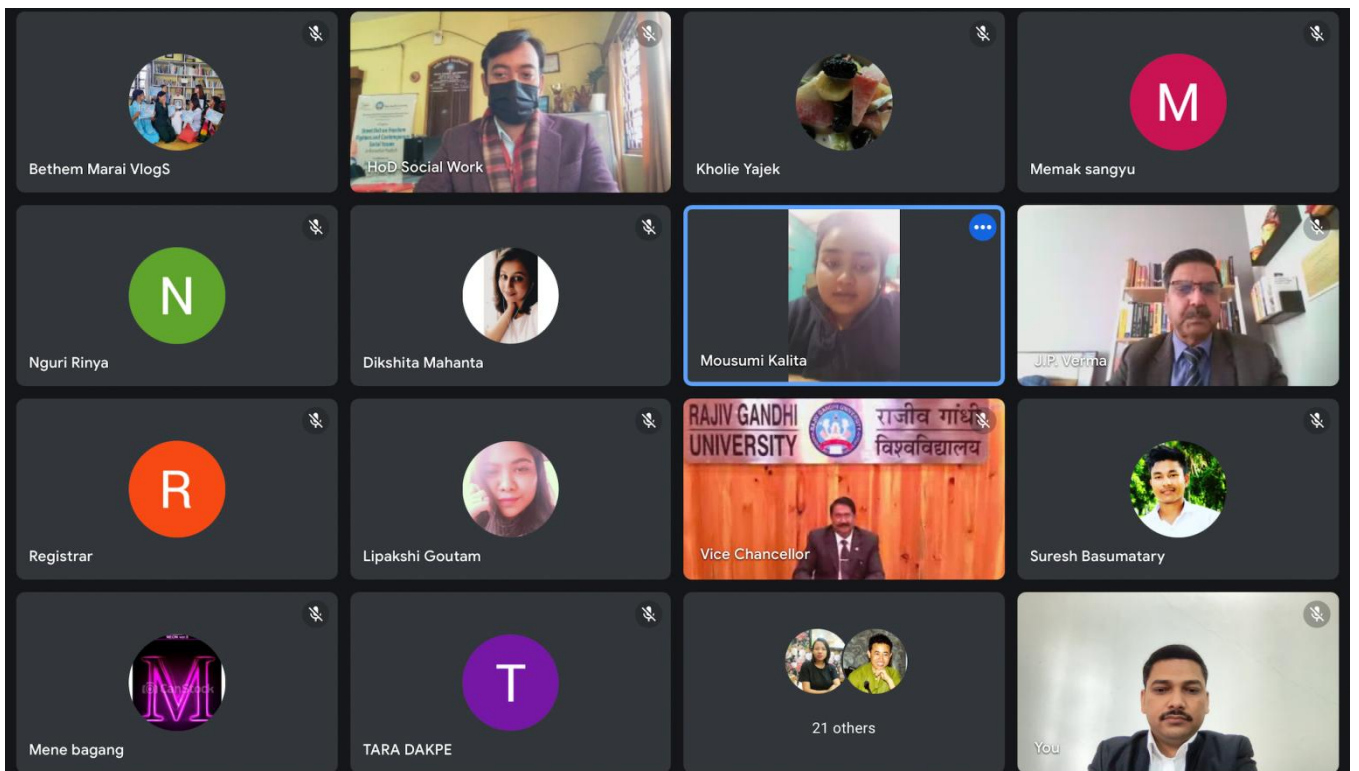 Bethem Marai VlogS
HoD Social Work
Kholie Yajek
M
Memak sangyu
N
Nguri Rinya
Dikshita Mahanta
Mousumi Kalita
J.P. Verma
R
Registrar
Lipakshi Goutam
RAJIV GANDHI
UNIVERSITY
राजीव गांधी
विश्वविद्यालय
Vice Chancellor
Suresh Basumatary
M
CanStock
Mene bagang
T
TARA DAKPE
21 others
You